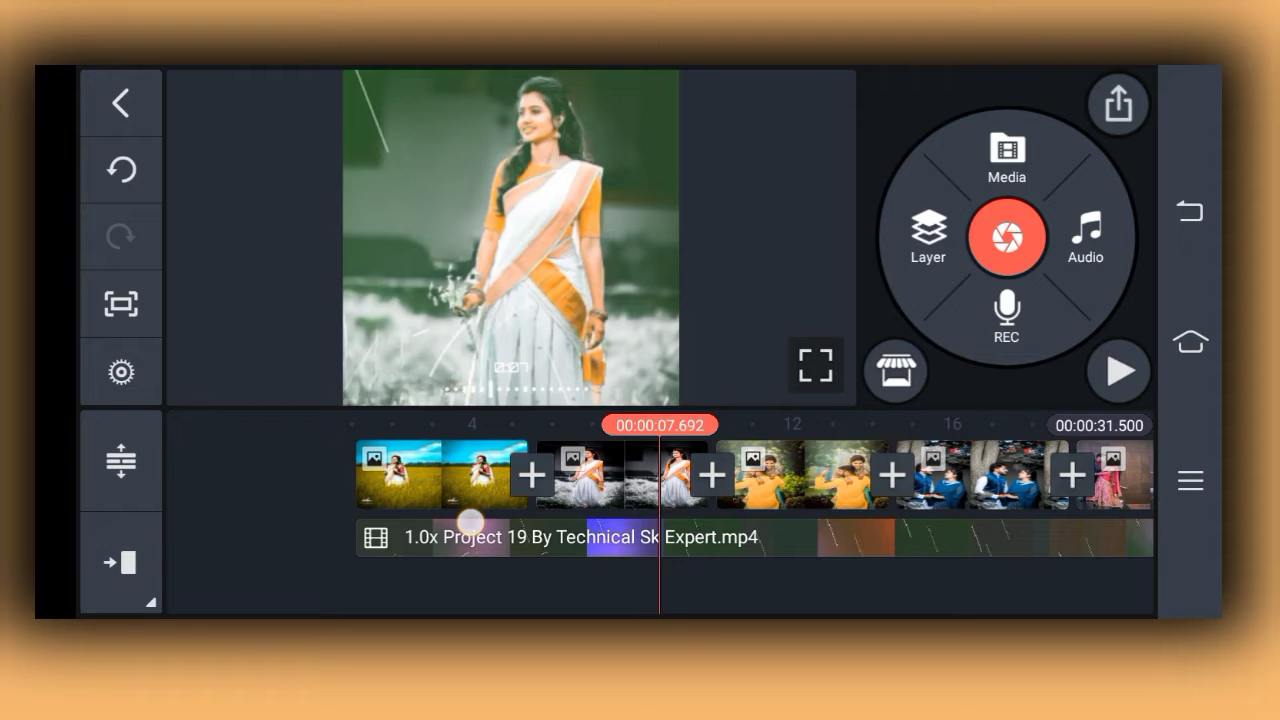 Media
Layer
Audio
REC
4
00:00:07.692
12
16
00:00:31.500
1.0x Project 19 By Technical Sk Expert.mp4